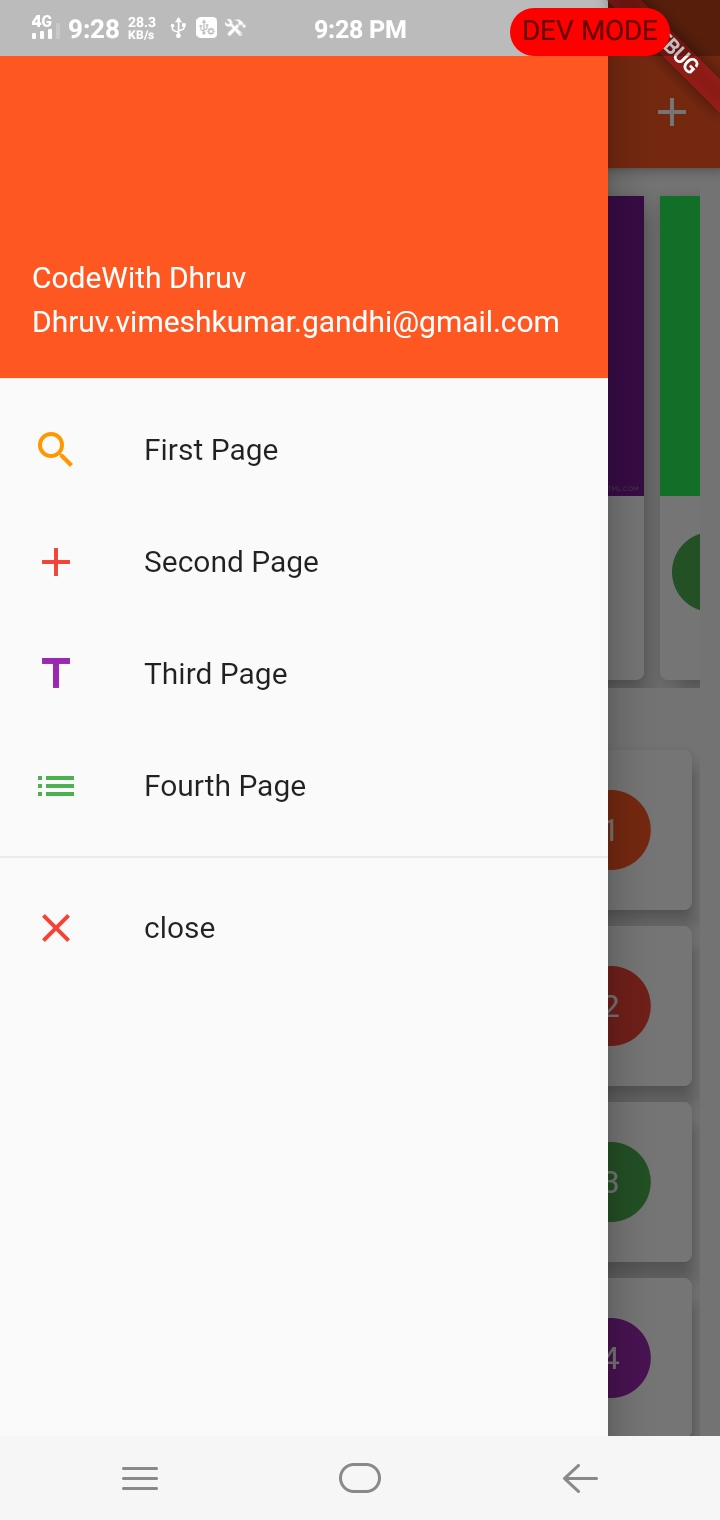 4G 9:28 28.3 KB/s 9:28 PM DEV MODE
CodeWith Dhruv
Dhruv.vimeshkumar.gandhi@gmail.com
First Page
Second Page
Third Page
Fourth Page
close
1
2
3
4